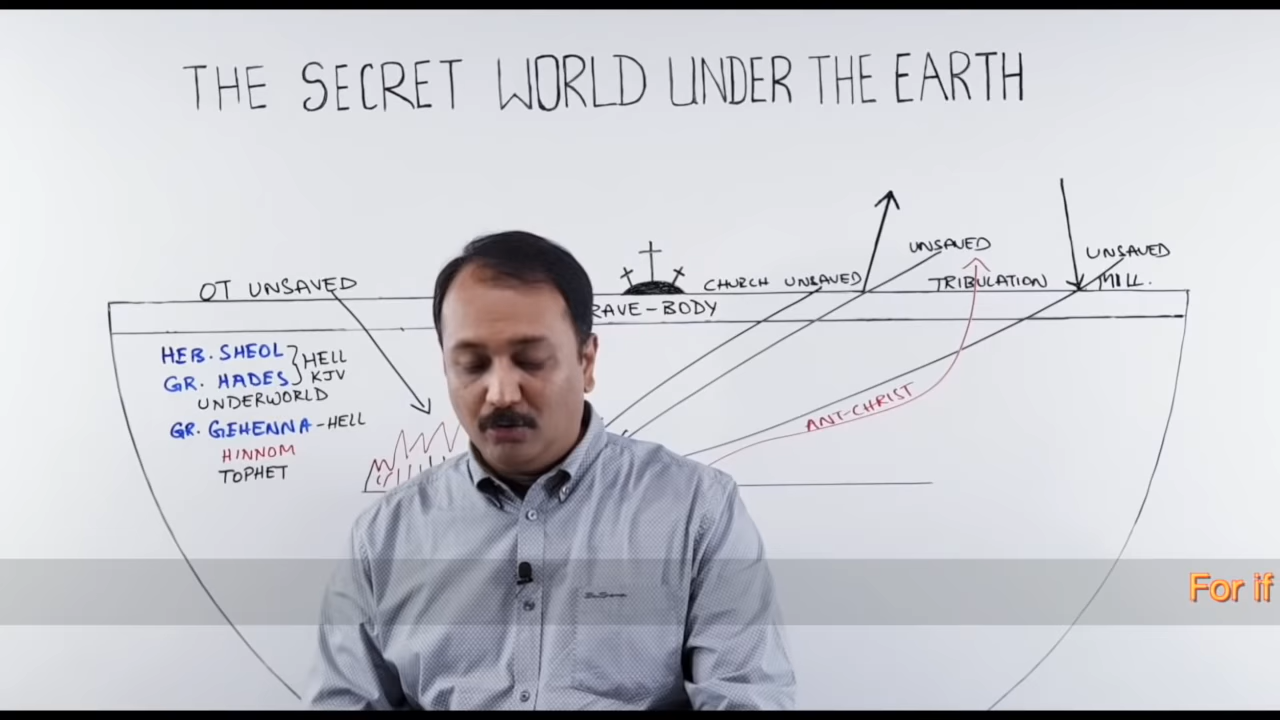 THE SECRET WORLD UNDER THE EARTH
OT UNSAVED
CHURCH UNSAVED
UNSAVED
TRIBULATION
UNSAVED
MILL.
RAVE-BODY
HEB. SHEOL
GR. HADES
HELL
KJV
UNDERWORLD
GR. GEHENNA-HELL
HINNOM
TOPHET
ANT-CHRIST
For if